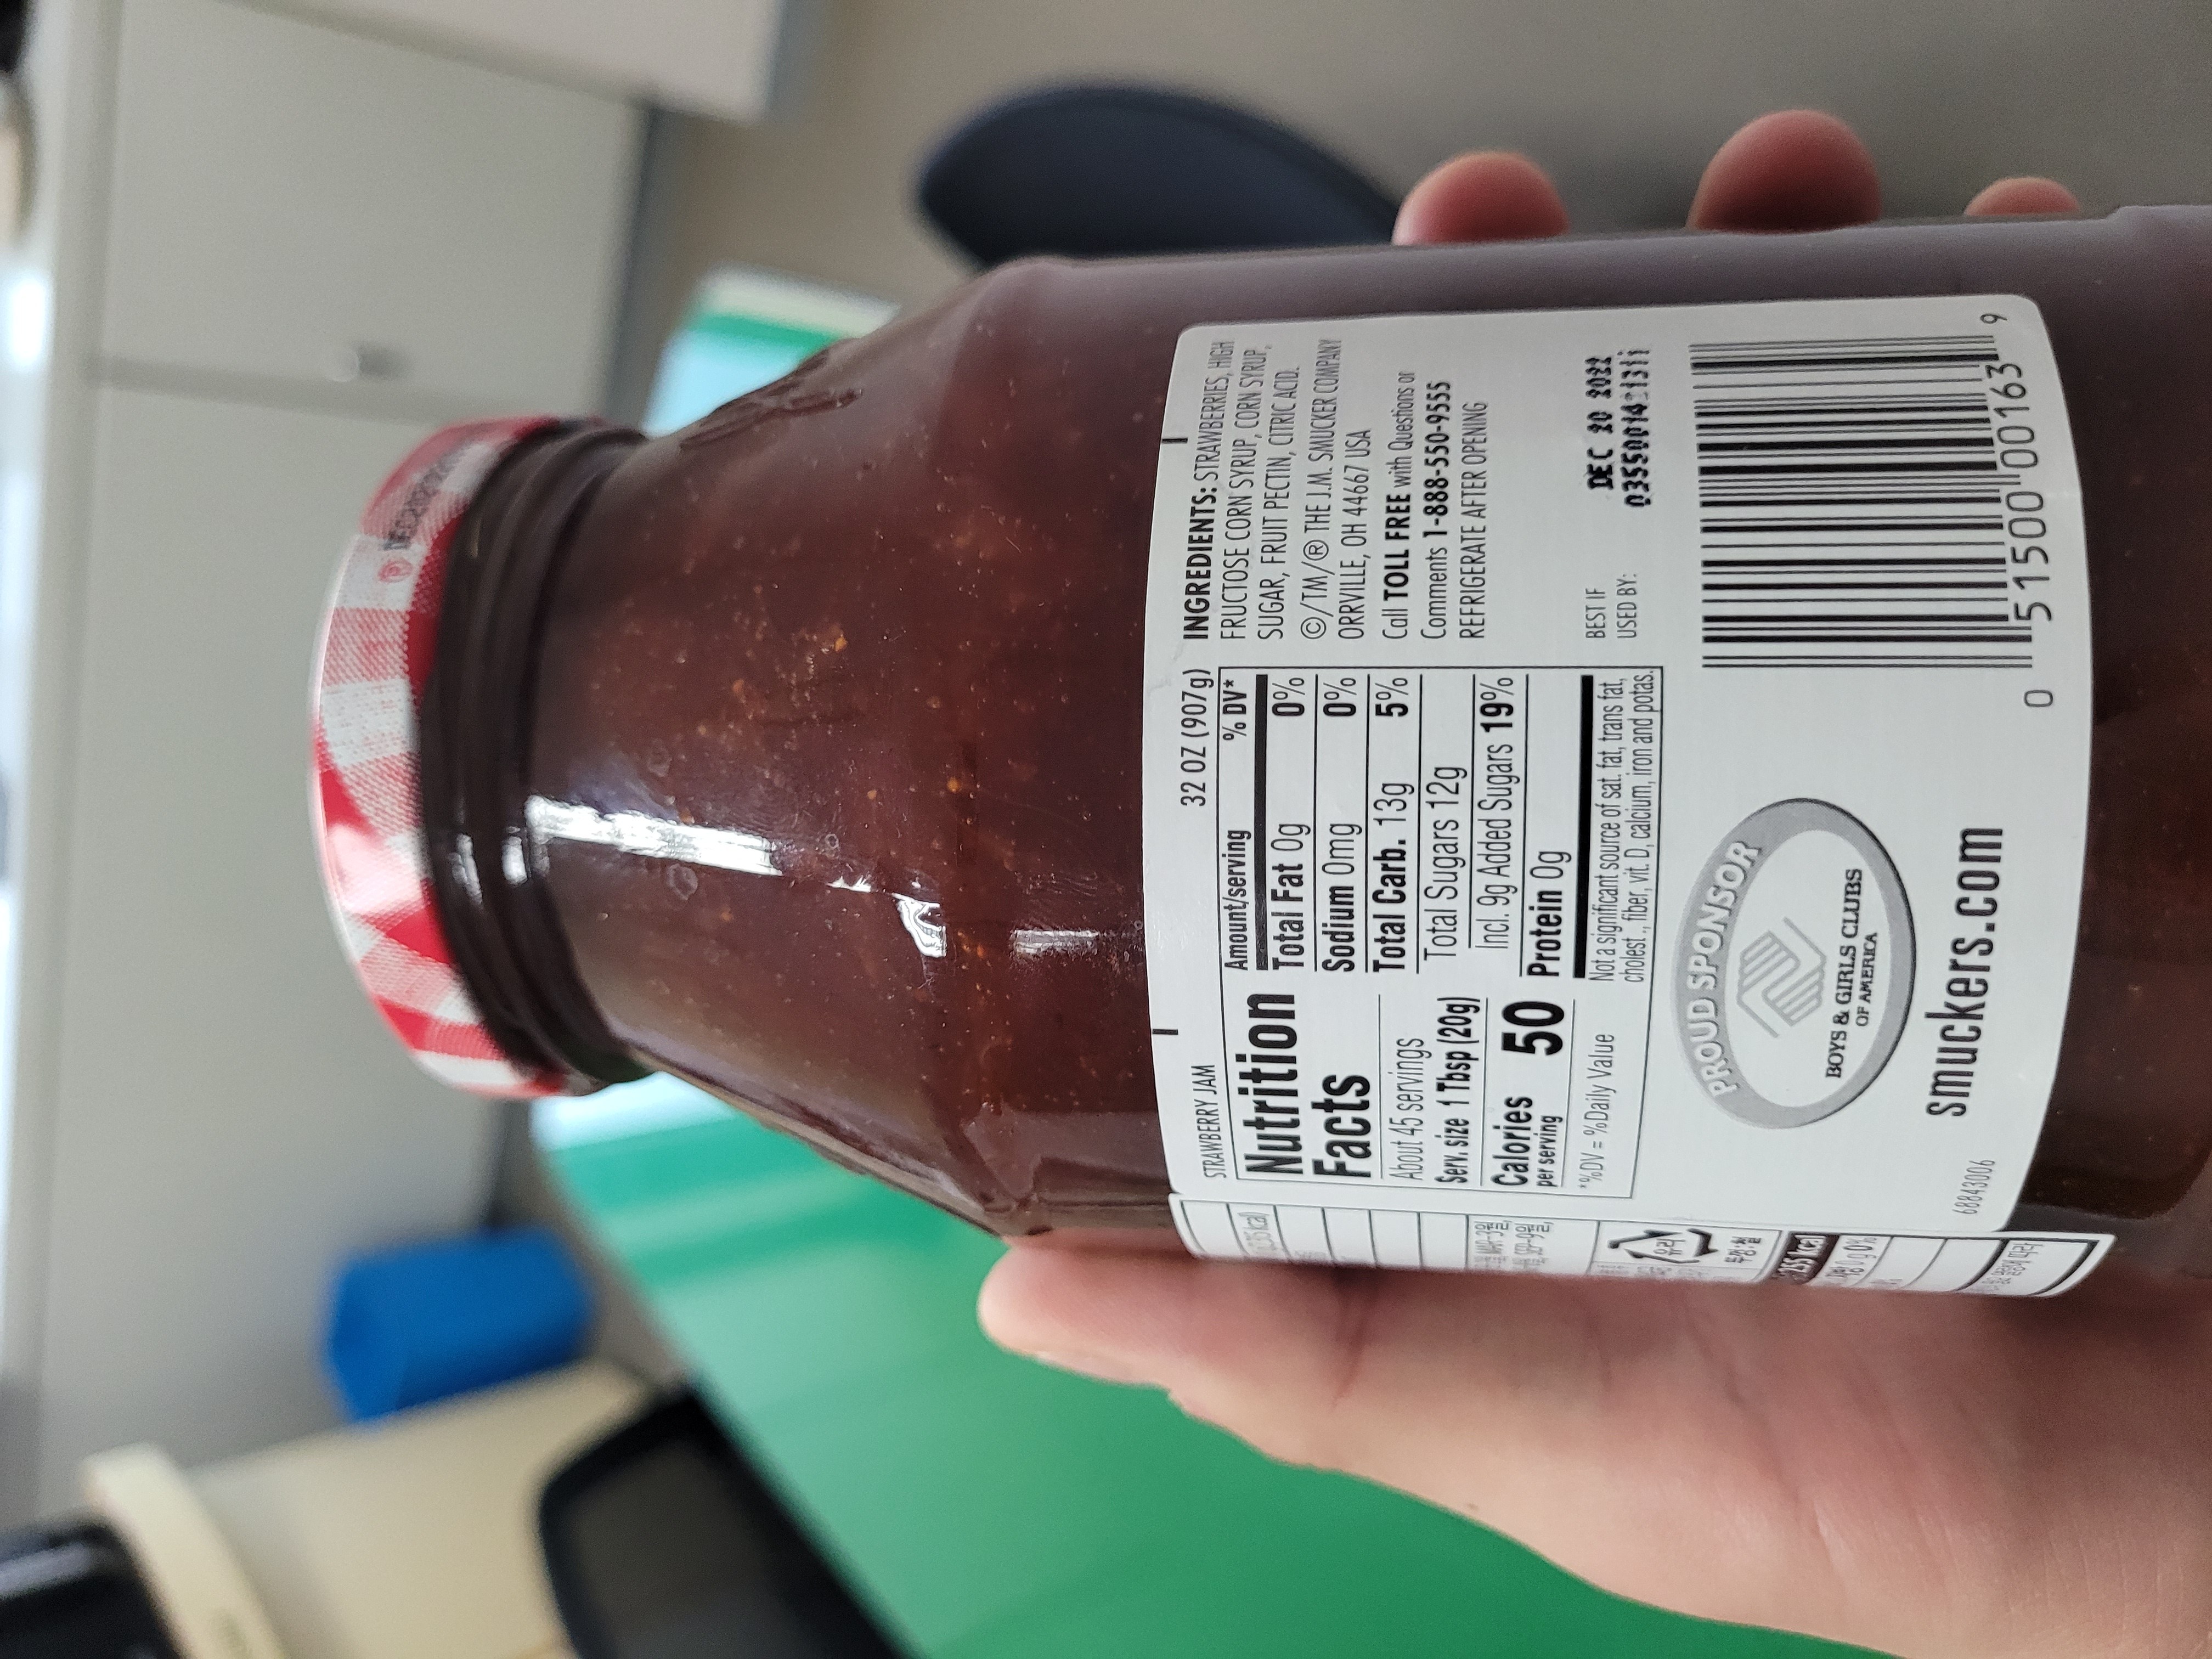 STRAWBERRY JAM 32 OZ (907g)
Nutrition
Facts
About 45 servings
Serv. size 1 Tbsp (20g)
Calories 50
per serving
*%DV = %Daily Value
Amount/serving % DV*
Total Fat 0g 0%
Sodium 0mg 0%
Total Carb. 13g 5%
Total Sugars 12g
Incl. 9g Added Sugars 19%
Protein 0g
Not a significant source of sat. fat, trans fat,
cholest., fiber, vit. D, calcium, iron and potas.
INGREDIENTS: STRAWBERRIES, HIGH
FRUCTOSE CORN SYRUP, CORN SYRUP,
SUGAR, FRUIT PECTIN, CITRIC ACID.
©/TM/® THE J.M. SMUCKER COMPANY
ORRVILLE, OH 44667 USA
Call TOLL FREE with Questions or
Comments 1-888-550-9555
REFRIGERATE AFTER OPENING
BEST IF
USED BY:
DEC 20 2022
PROUD SPONSOR
BOYS & GIRLS CLUBS
OF AMERICA
smuckers.com
68843006
0 51500 00163 9
유리